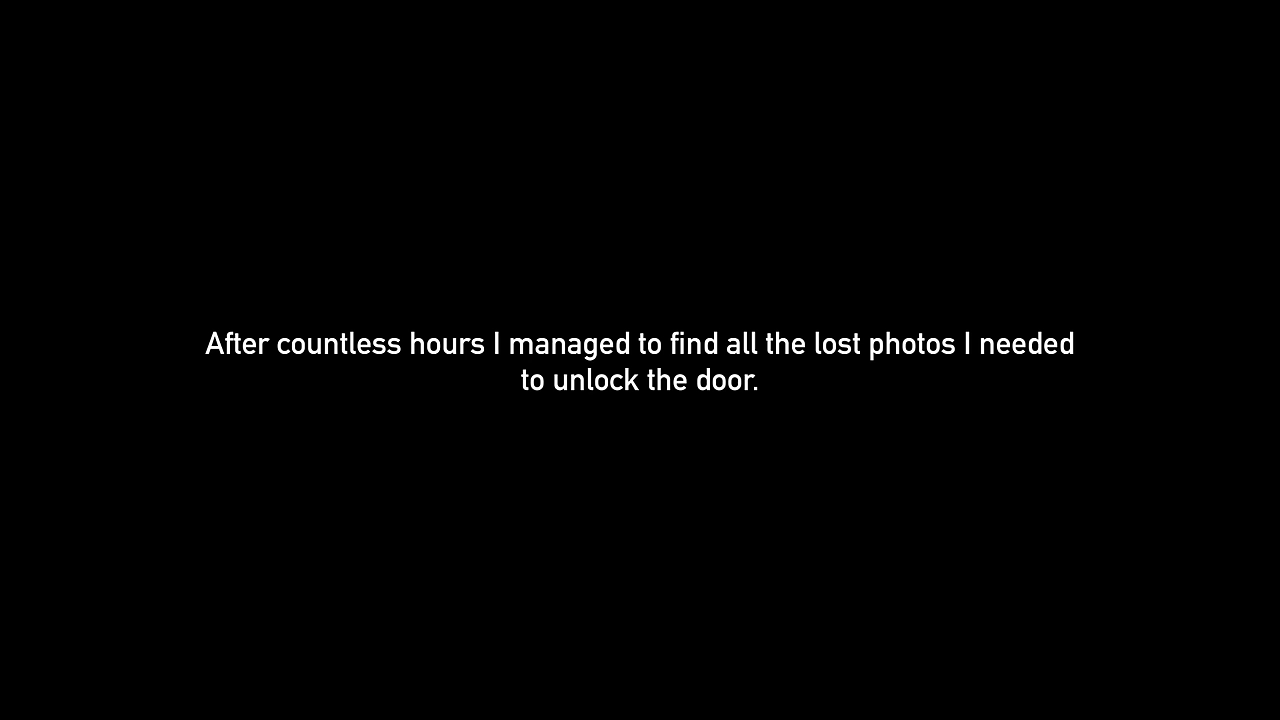 After countless hours I managed to find all the lost photos I needed
to unlock the door.